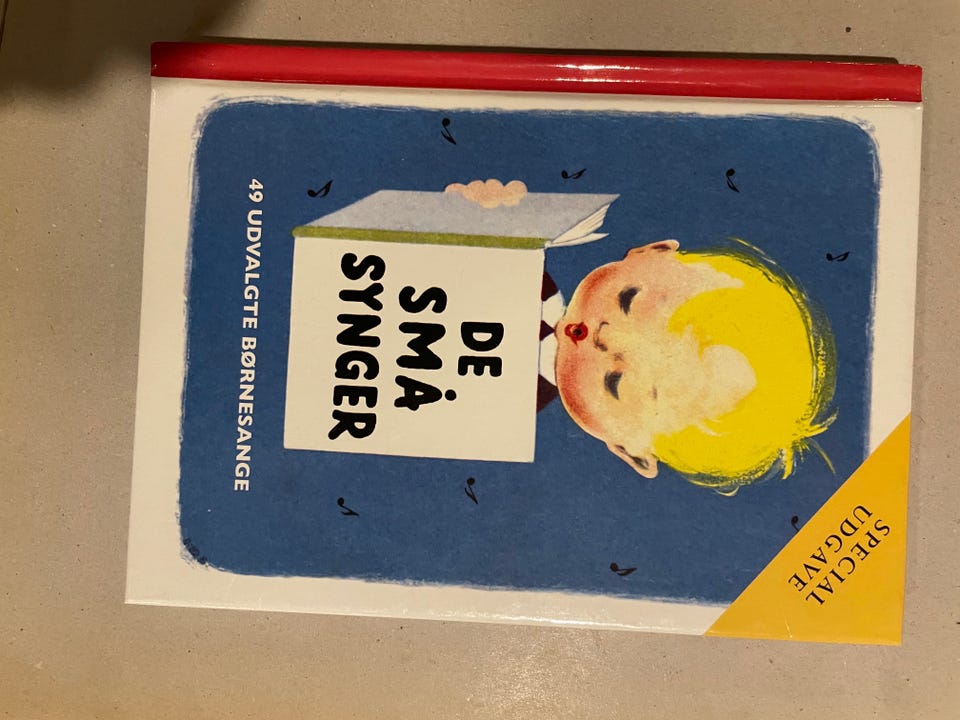 SPECIAL
UDGAVE
DE
SMÅ
SYNGER
49 UDVALGTE BØRNESANGE